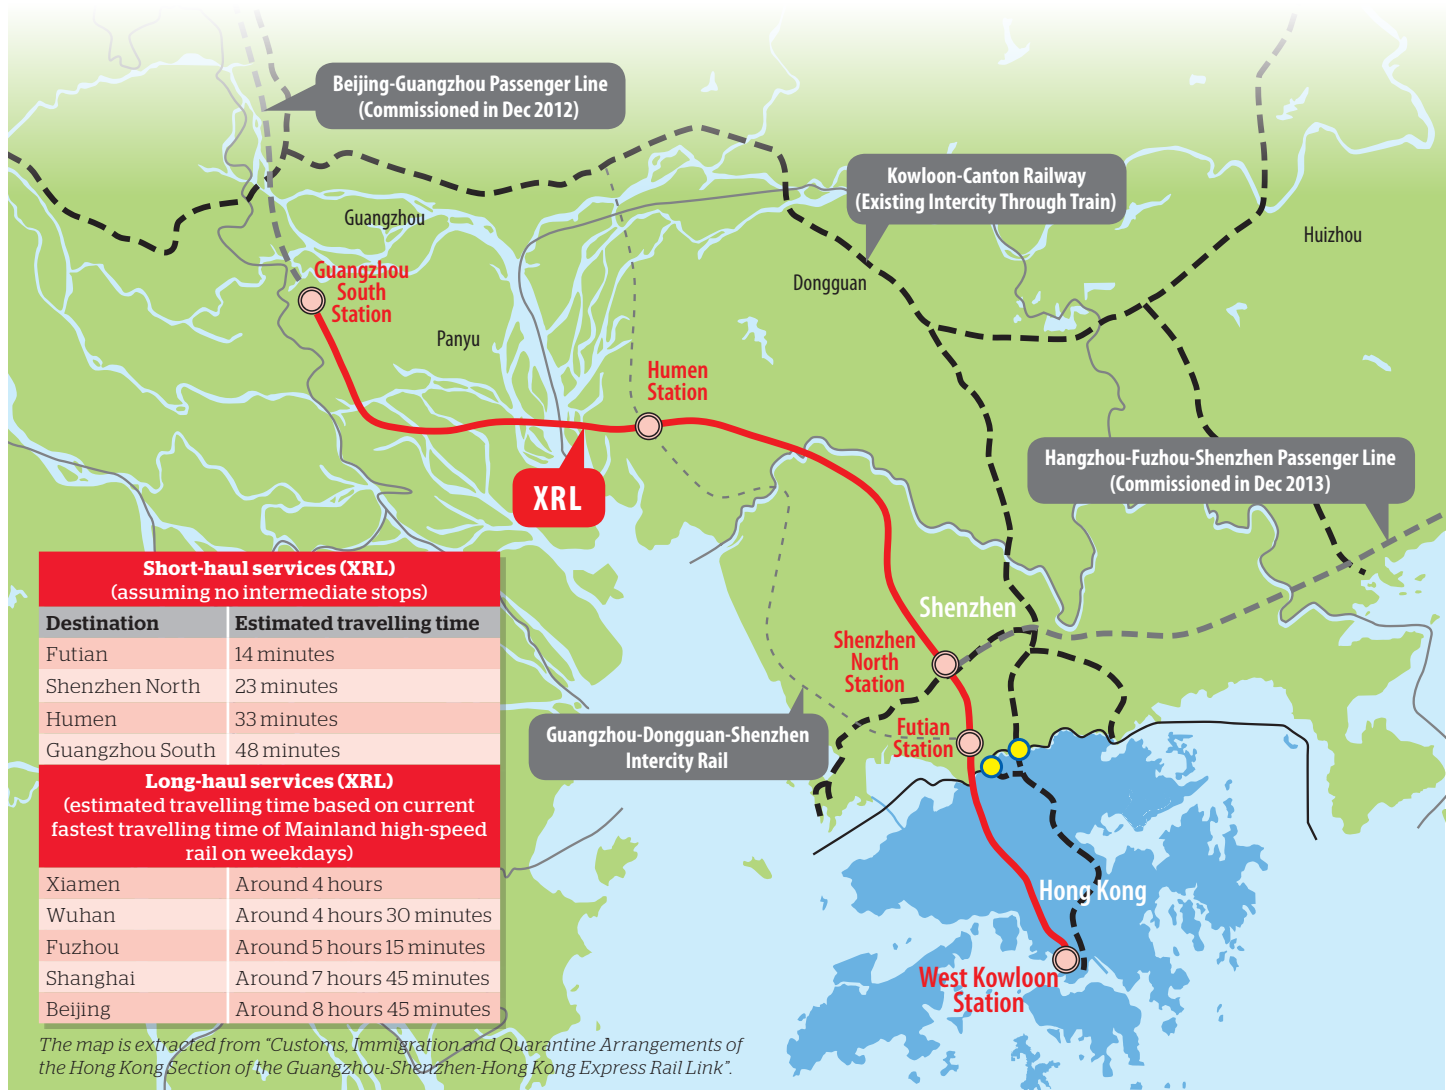 Beijing-Guangzhou Passenger Line
(Commissioned in Dec 2012)
Kowloon-Canton Railway
(Existing Intercity Through Train)
Guangzhou
Huizhou
Guangzhou
South
Station
Dongguan
Panyu
Humen
Station
Hangzhou-Fuzhou-Shenzhen Passenger Line
(Commissioned in Dec 2013)
XRL
Shenzhen
Shenzhen
North
Station
Futian
Station
Guangzhou-Dongguan-Shenzhen
Intercity Rail
Hong Kong
West Kowloon
Station
Short-haul services (XRL)
(assuming no intermediate stops)
Destination Estimated travelling time
Futian 14 minutes
Shenzhen North 23 minutes
Humen 33 minutes
Guangzhou South 48 minutes
Long-haul services (XRL)
(estimated travelling time based on current
fastest travelling time of Mainland high-speed
rail on weekdays)
Xiamen Around 4 hours
Wuhan Around 4 hours 30 minutes
Fuzhou Around 5 hours 15 minutes
Shanghai Around 7 hours 45 minutes
Beijing Around 8 hours 45 minutes
The map is extracted from “Customs, Immigration and Quarantine Arrangements of
the Hong Kong Section of the Guangzhou-Shenzhen-Hong Kong Express Rail Link”.